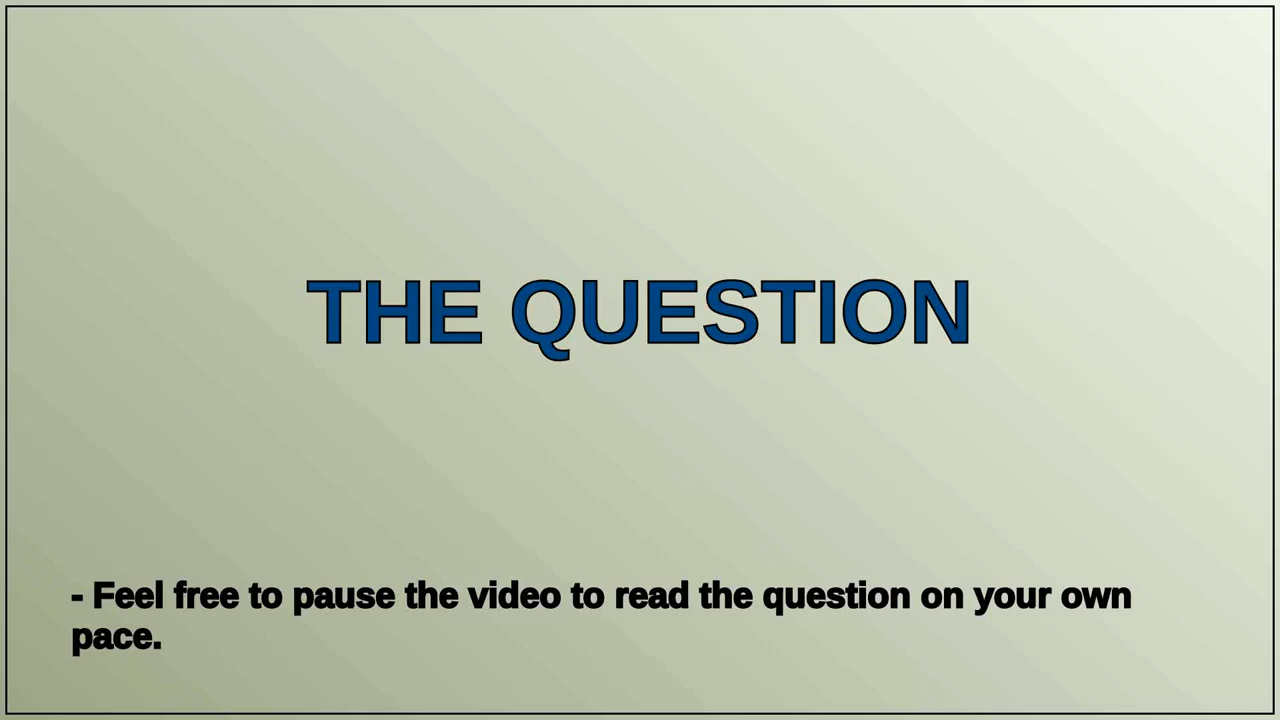 THE QUESTION
- Feel free to pause the video to read the question on your own
pace.